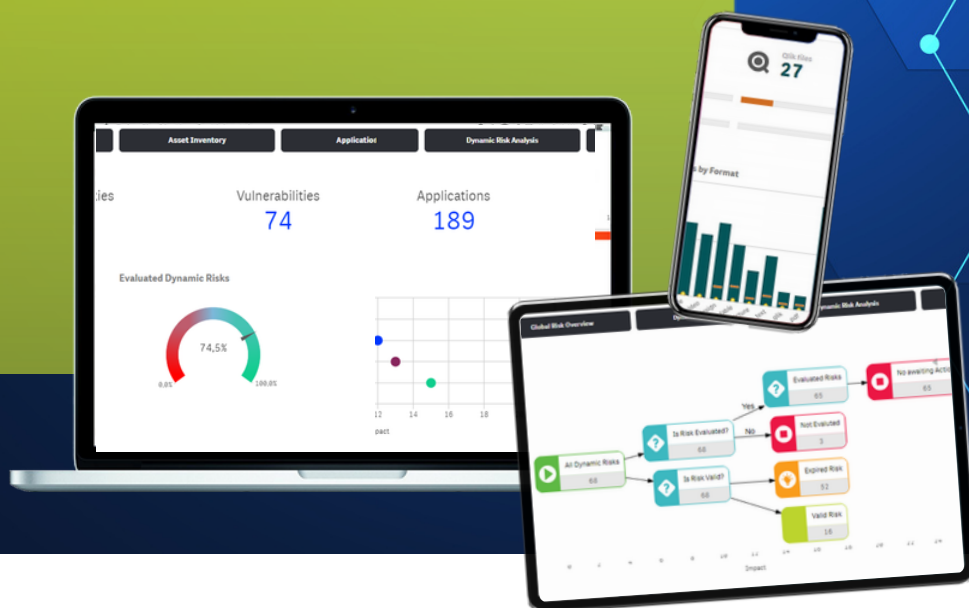 Asset Inventory
Application
Dynamic Risk Analysis
ies
Vulnerabilities
Applications
74
189
Evaluated Dynamic Risks
74,5%
0.0%
100.0%
12 14 16 18
pact
Qlik files
27
s by Format
Global Risk Overview
Dynamic Risk Analysis
All Dynamic Risks
68
Is Risk Evaluated?
68
Is Risk Valid?
68
Yes
No
Evaluated Risks
65
No awaiting Actio
65
Not Evaluted
3
Expired Risk
52
Valid Risk
16
Impact